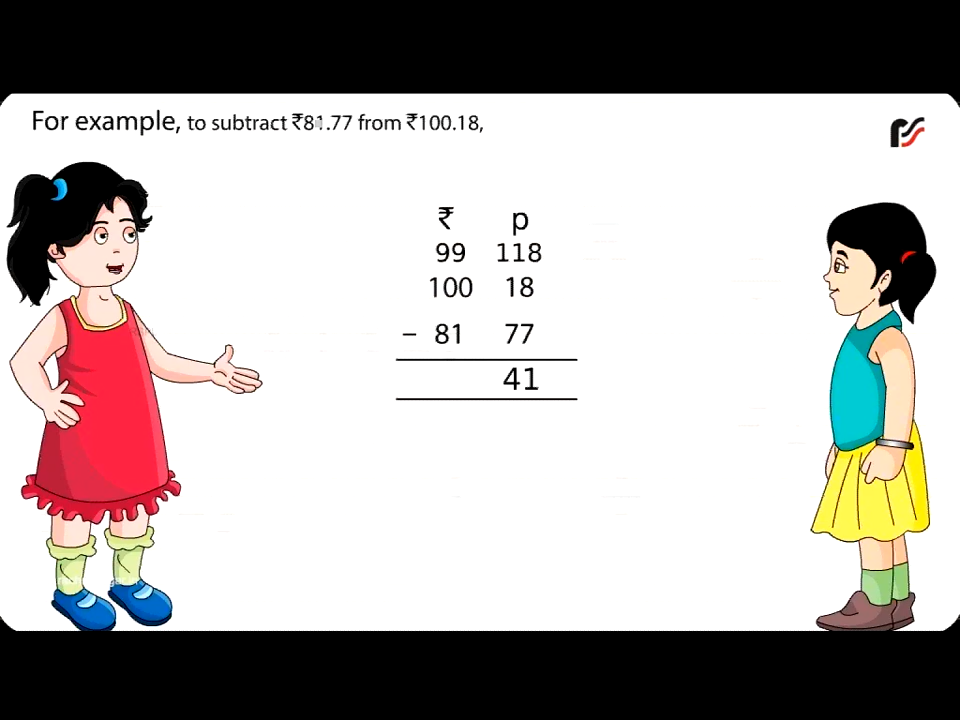 For example, to subtract ₹81.77 from ₹100.18,
₹ p
99 118
100 18
− 81 77
41